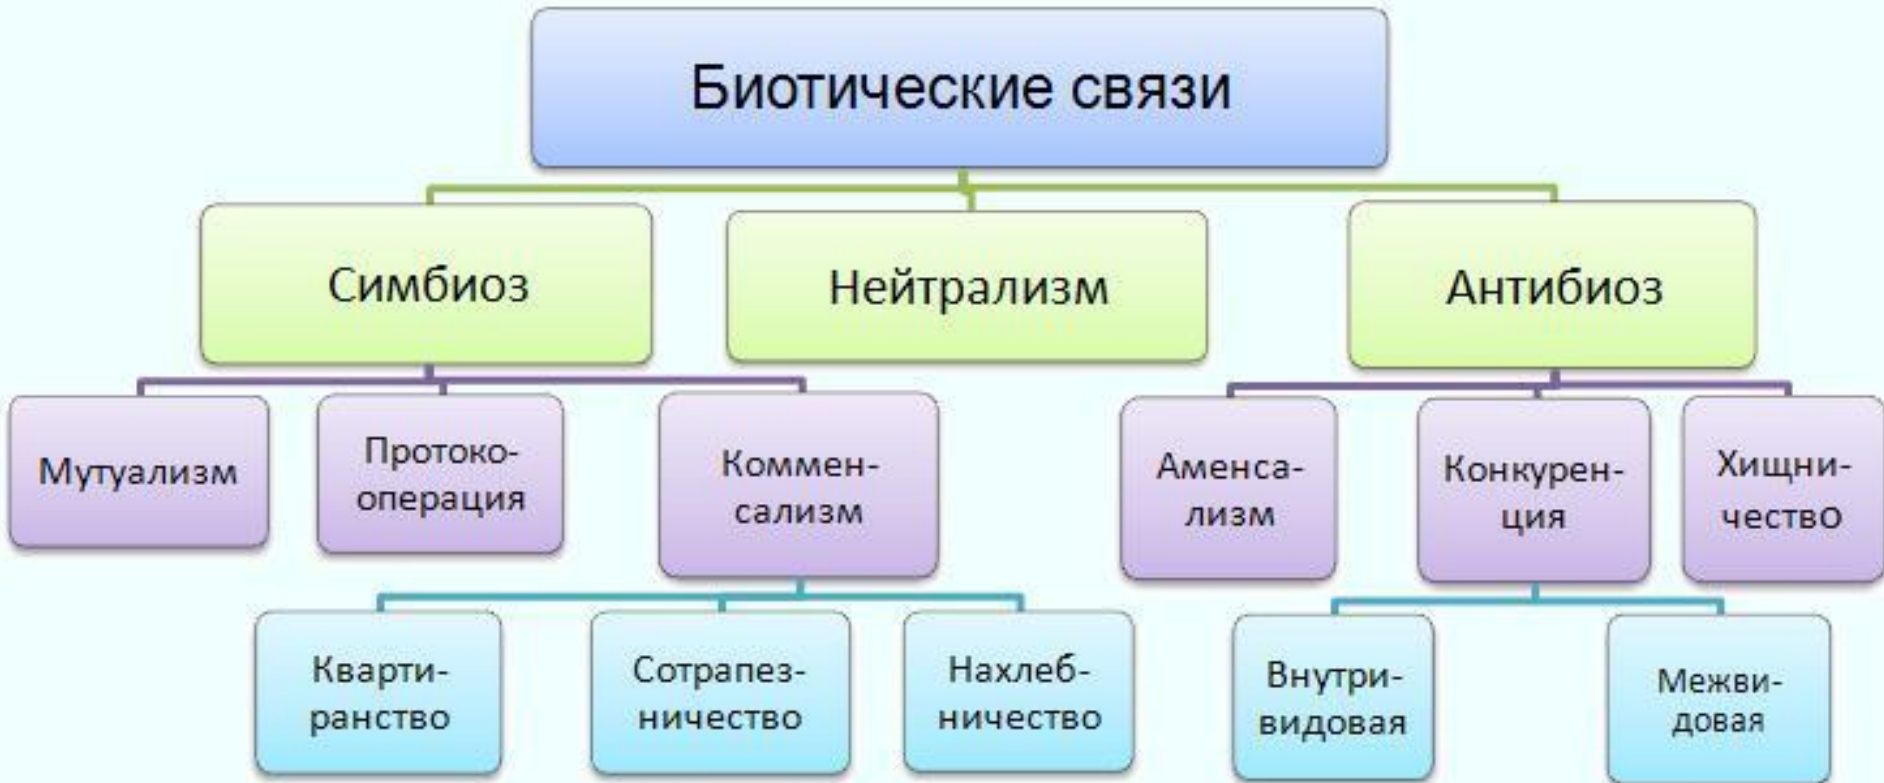 Биотические связи
Симбиоз
Нейтрализм
Антибиоз
Мутуализм
Протоко-
операция
Коммен-
сализм
Аменса-
лизм
Конкурен-
ция
Хищни-
чество
Кварти-
ранство
Сотрапез-
ничество
Нахлеб-
ничество
Внутри-
видовая
Межви-
довая